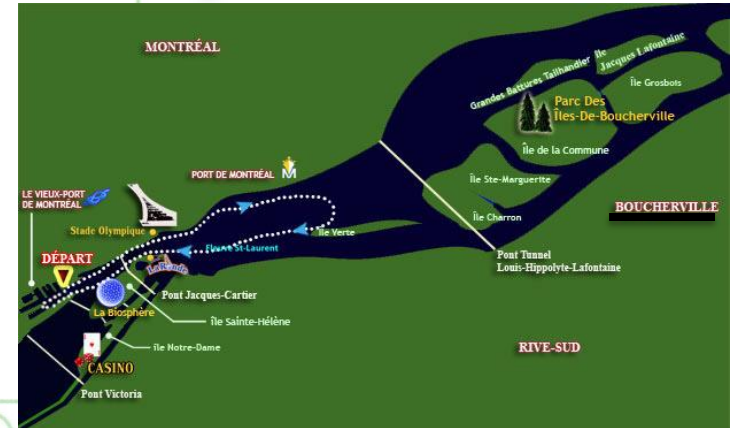 MONTRÉAL
Grandes Battures Tailhandier
Île
Jacques Lafontaine
Île Grosbois
Parc Des
Îles-De-Boucherville
Île de la Commune
PORT DE MONTRÉAL
M
Île Ste-Marguerite
LE VIEUX-PORT
DE MONTRÉAL
BOUCHERVILLE
Île Charron
Stade Olympique
île Verte
Fleuve St-Laurent
DÉPART
LaRonde
Pont Tunnel
Louis-Hippolyte-Lafontaine
Pont Jacques-Cartier
La Biosphère
île Sainte-Hélène
île Notre-Dame
RIVE-SUD
CASINO
Pont Victoria